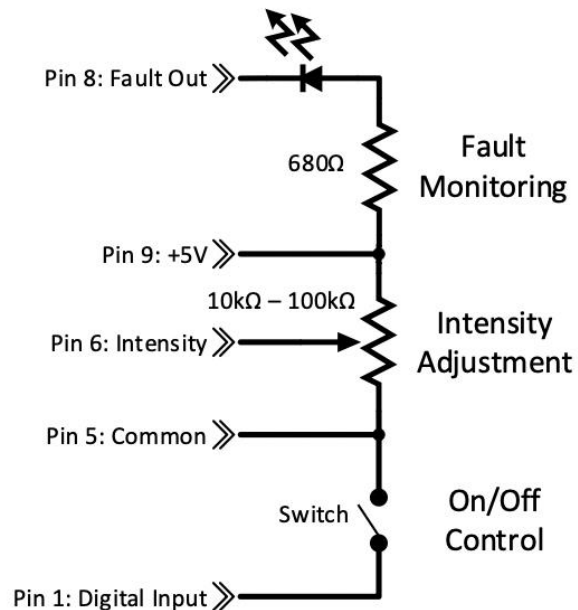 Pin 8: Fault Out
680Ω
Fault
Monitoring
Pin 9: +5V
10kΩ – 100kΩ
Pin 6: Intensity
Intensity
Adjustment
Pin 5: Common
Switch
On/Off
Control
Pin 1: Digital Input